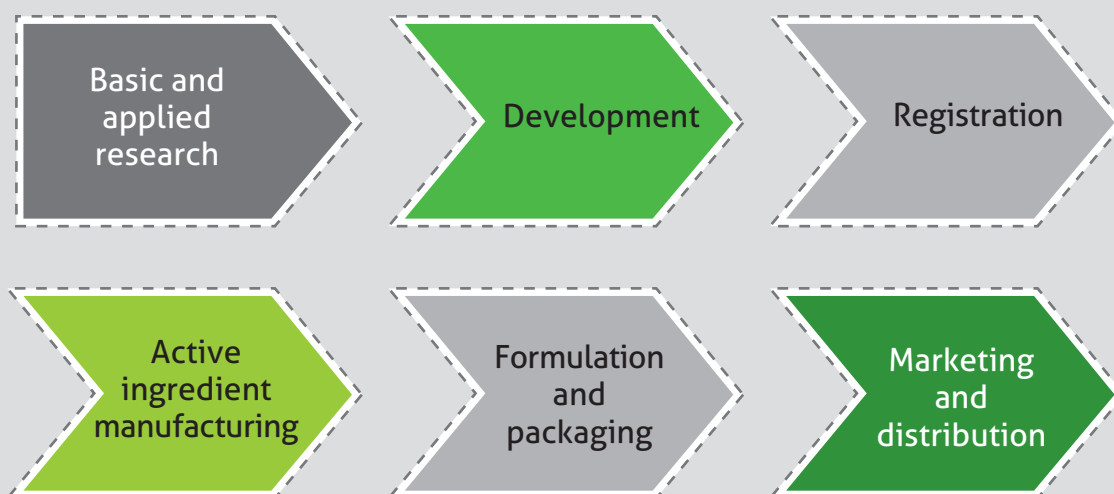 Basic and
applied
research
Development
Registration
Active
ingredient
manufacturing
Formulation
and
packaging
Marketing
and
distribution